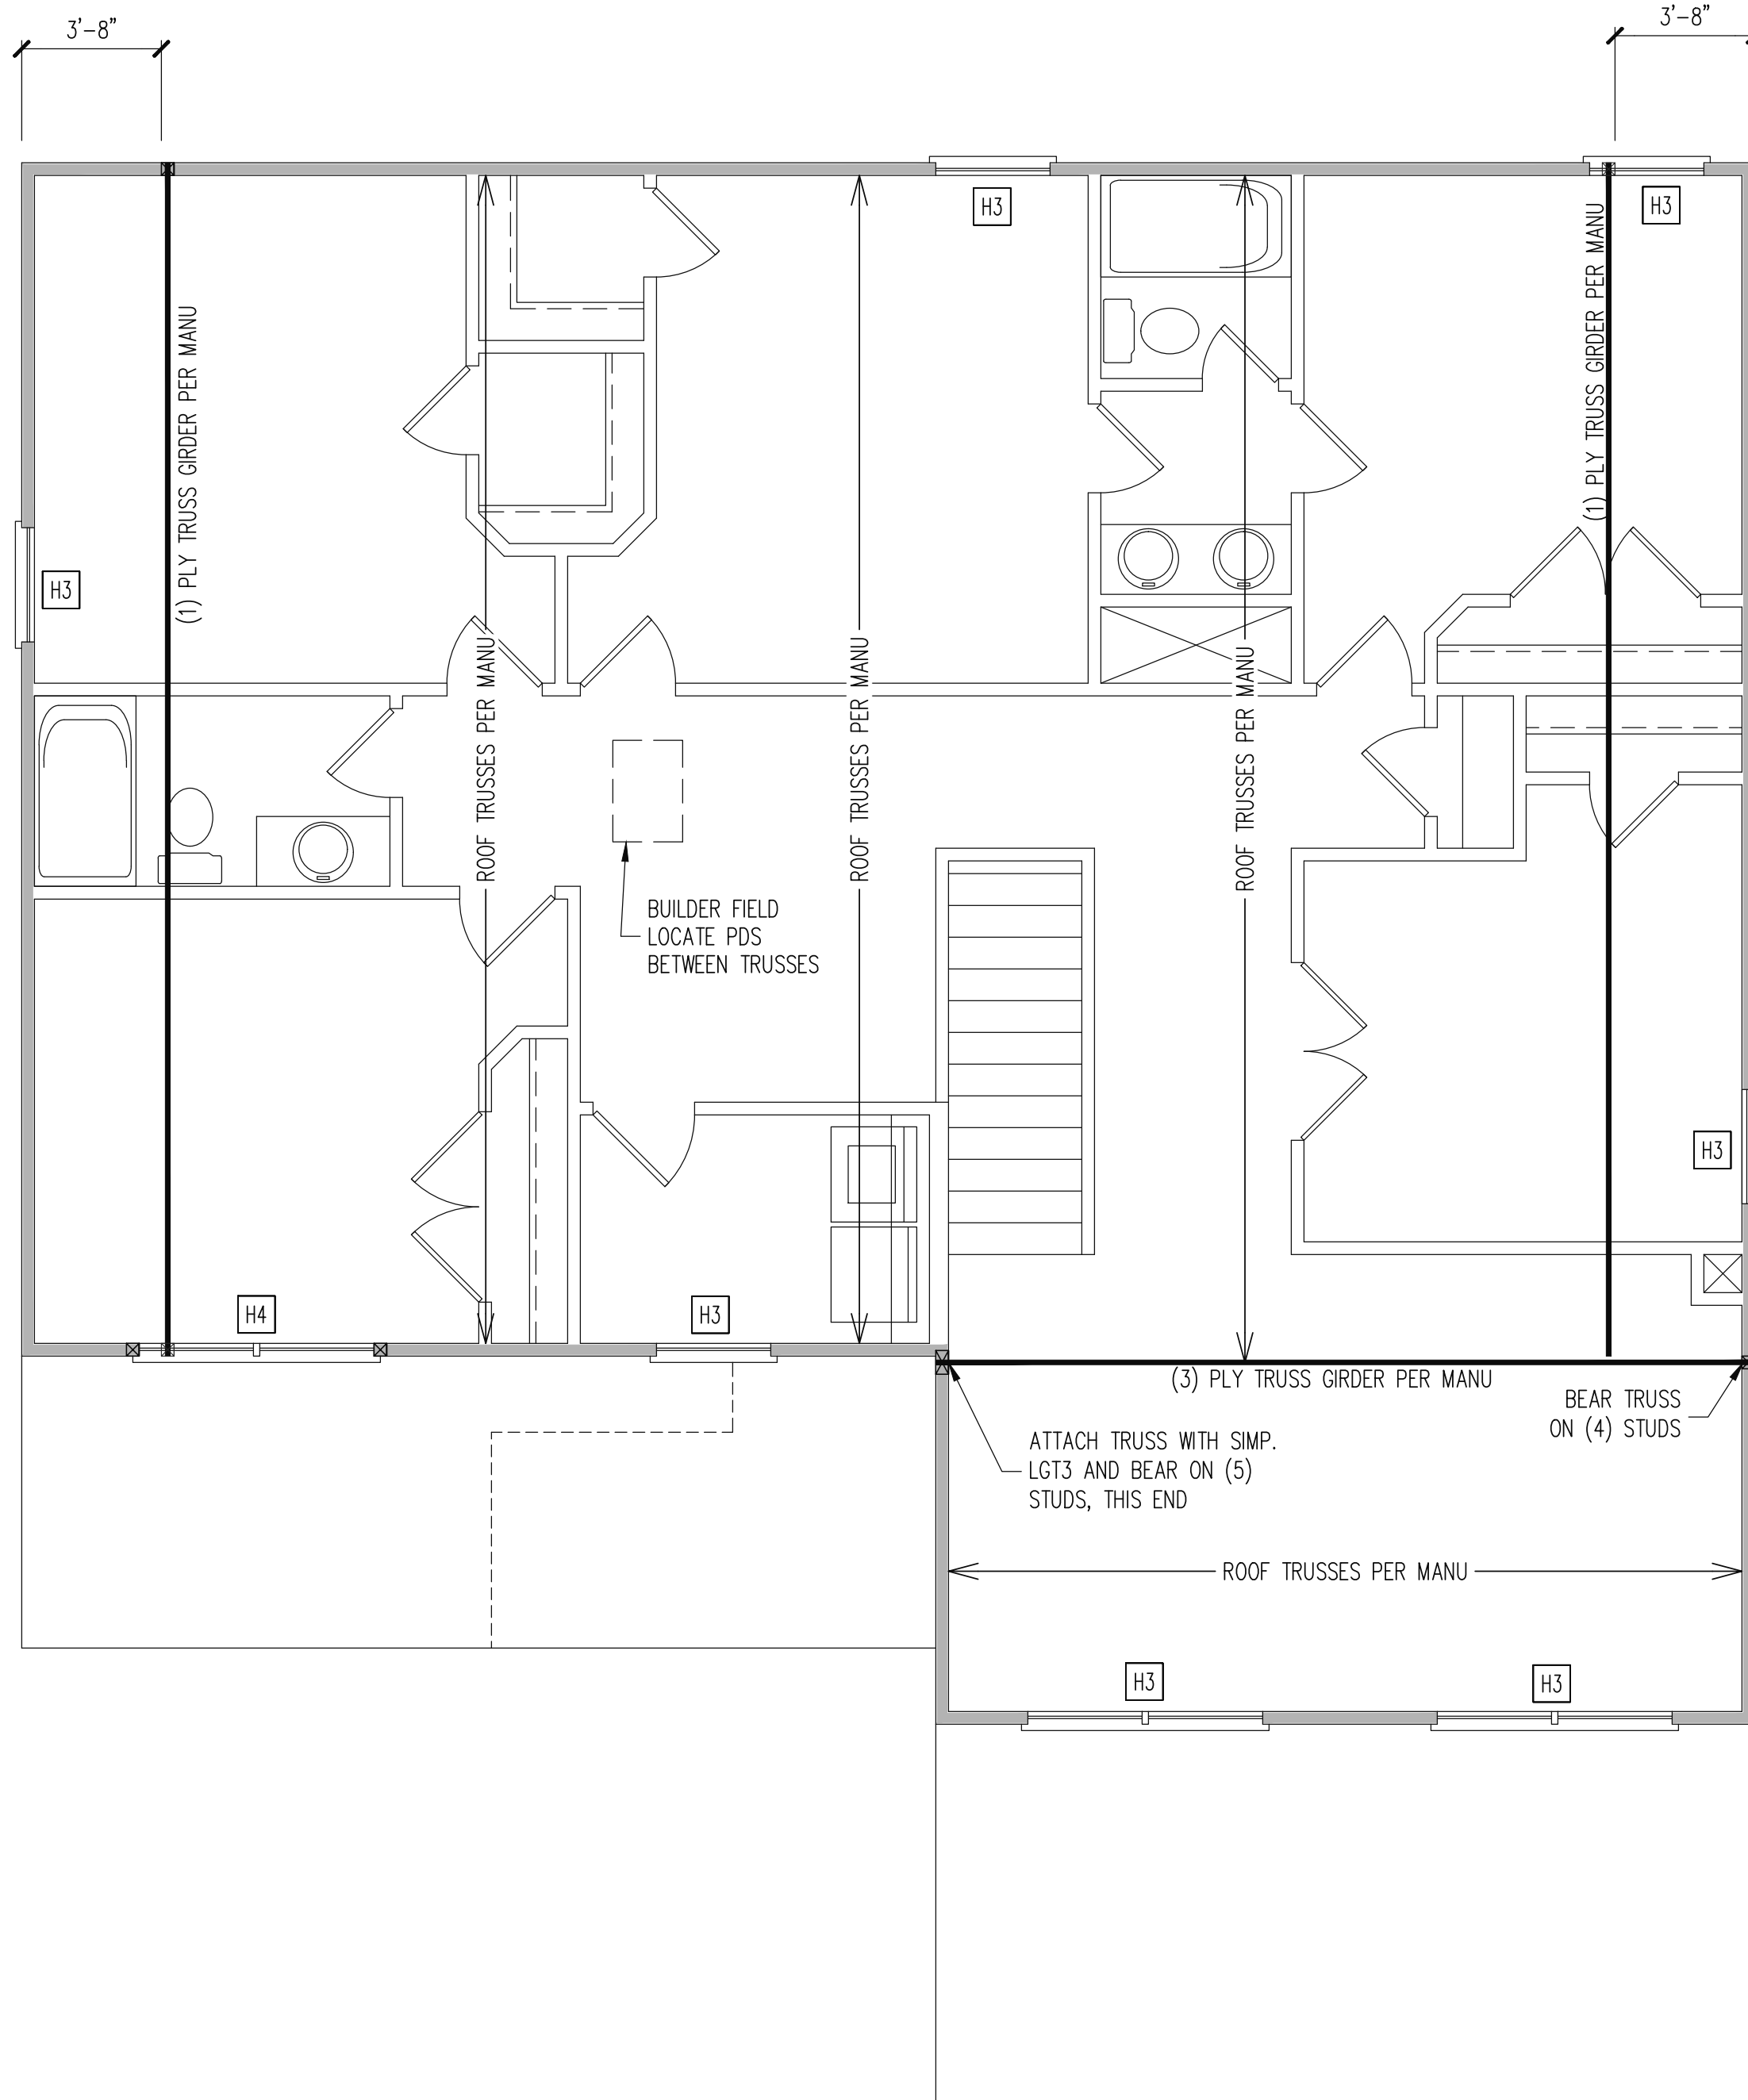 3'-8"
3'-8"
H3
H3
(1) PLY TRUSS GIRDER PER MANU
(1) PLY TRUSS GIRDER PER MANU
H3
ROOF TRUSSES PER MANU
ROOF TRUSSES PER MANU
ROOF TRUSSES PER MANU
BUILDER FIELD
LOCATE PDS
BETWEEN TRUSSES
H3
H4
H3
(3) PLY TRUSS GIRDER PER MANU
BEAR TRUSS
ON (4) STUDS
ATTACH TRUSS WITH SIMP.
LGT3 AND BEAR ON (5)
STUDS, THIS END
ROOF TRUSSES PER MANU
H3
H3